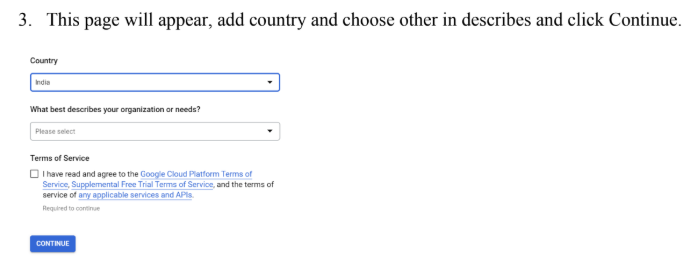 3. This page will appear, add country and choose other in describes and click Continue.
Country
India
What best describes your organization or needs?
Please select
Terms of Service
I have read and agree to the Google Cloud Platform Terms of
Service, Supplemental Free Trial Terms of Service, and the terms of
service of any applicable services and APIs.
Required to continue
CONTINUE